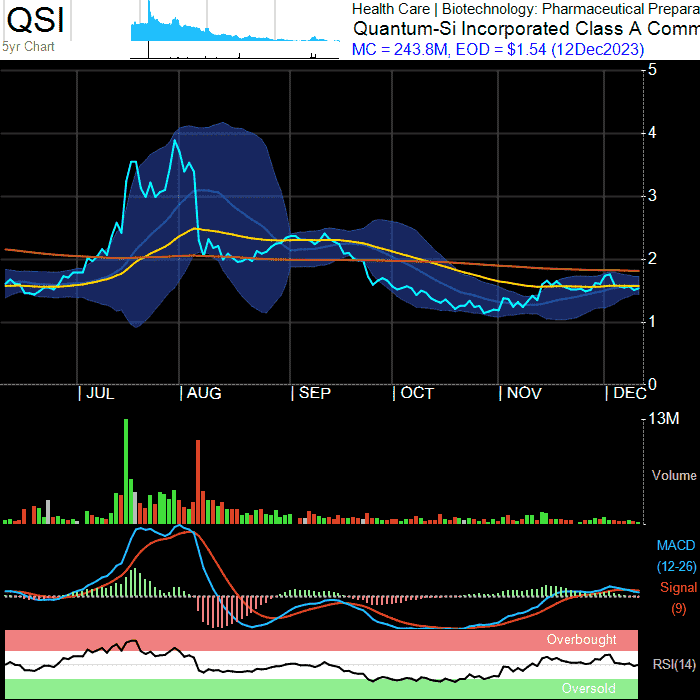 QSI
5yr Chart
Health Care | Biotechnology: Pharmaceutical Prepara
Quantum-Si Incorporated Class A Comm
MC = 243.8M, EOD = $1.54 (12Dec2023)
5
4
3
2
1
0
| JUL | AUG | SEP | OCT | NOV | DEC
13M
Volume
MACD
(12-26)
Signal
(9)
Overbought
RSI(14)
Oversold